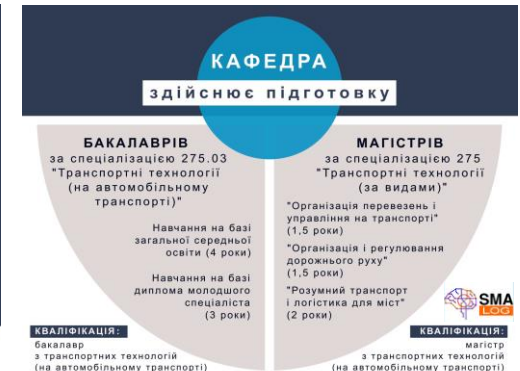 КАФЕДРА
здійснює підготовку
БАКАЛАВРІВ
за спеціалізацією 275.03
"Транспортні технології
(на автомобільному
транспорті)"
Навчання на базі
загальної середньої
освіти (4 роки)
Навчання на базі
диплома молодшого
спеціаліста
(3 роки)
КВАЛІФІКАЦІЯ:
бакалавр
з транспортних технологій
(на автомобільному транспорті)
МАГІСТРІВ
за спеціалізацією 275
"Транспортні технології
(за видами)"
"Організація перевезень і
управління на транспорті"
(1,5 роки)
"Організація і регулювання
дорожнього руху"
(1,5 роки)
"Розумний транспорт
і логістика для міст"
(2 роки)
SMA
LOG
КВАЛІФІКАЦІЯ:
магістр
з транспортних технологій
(на автомобільному транспорті)